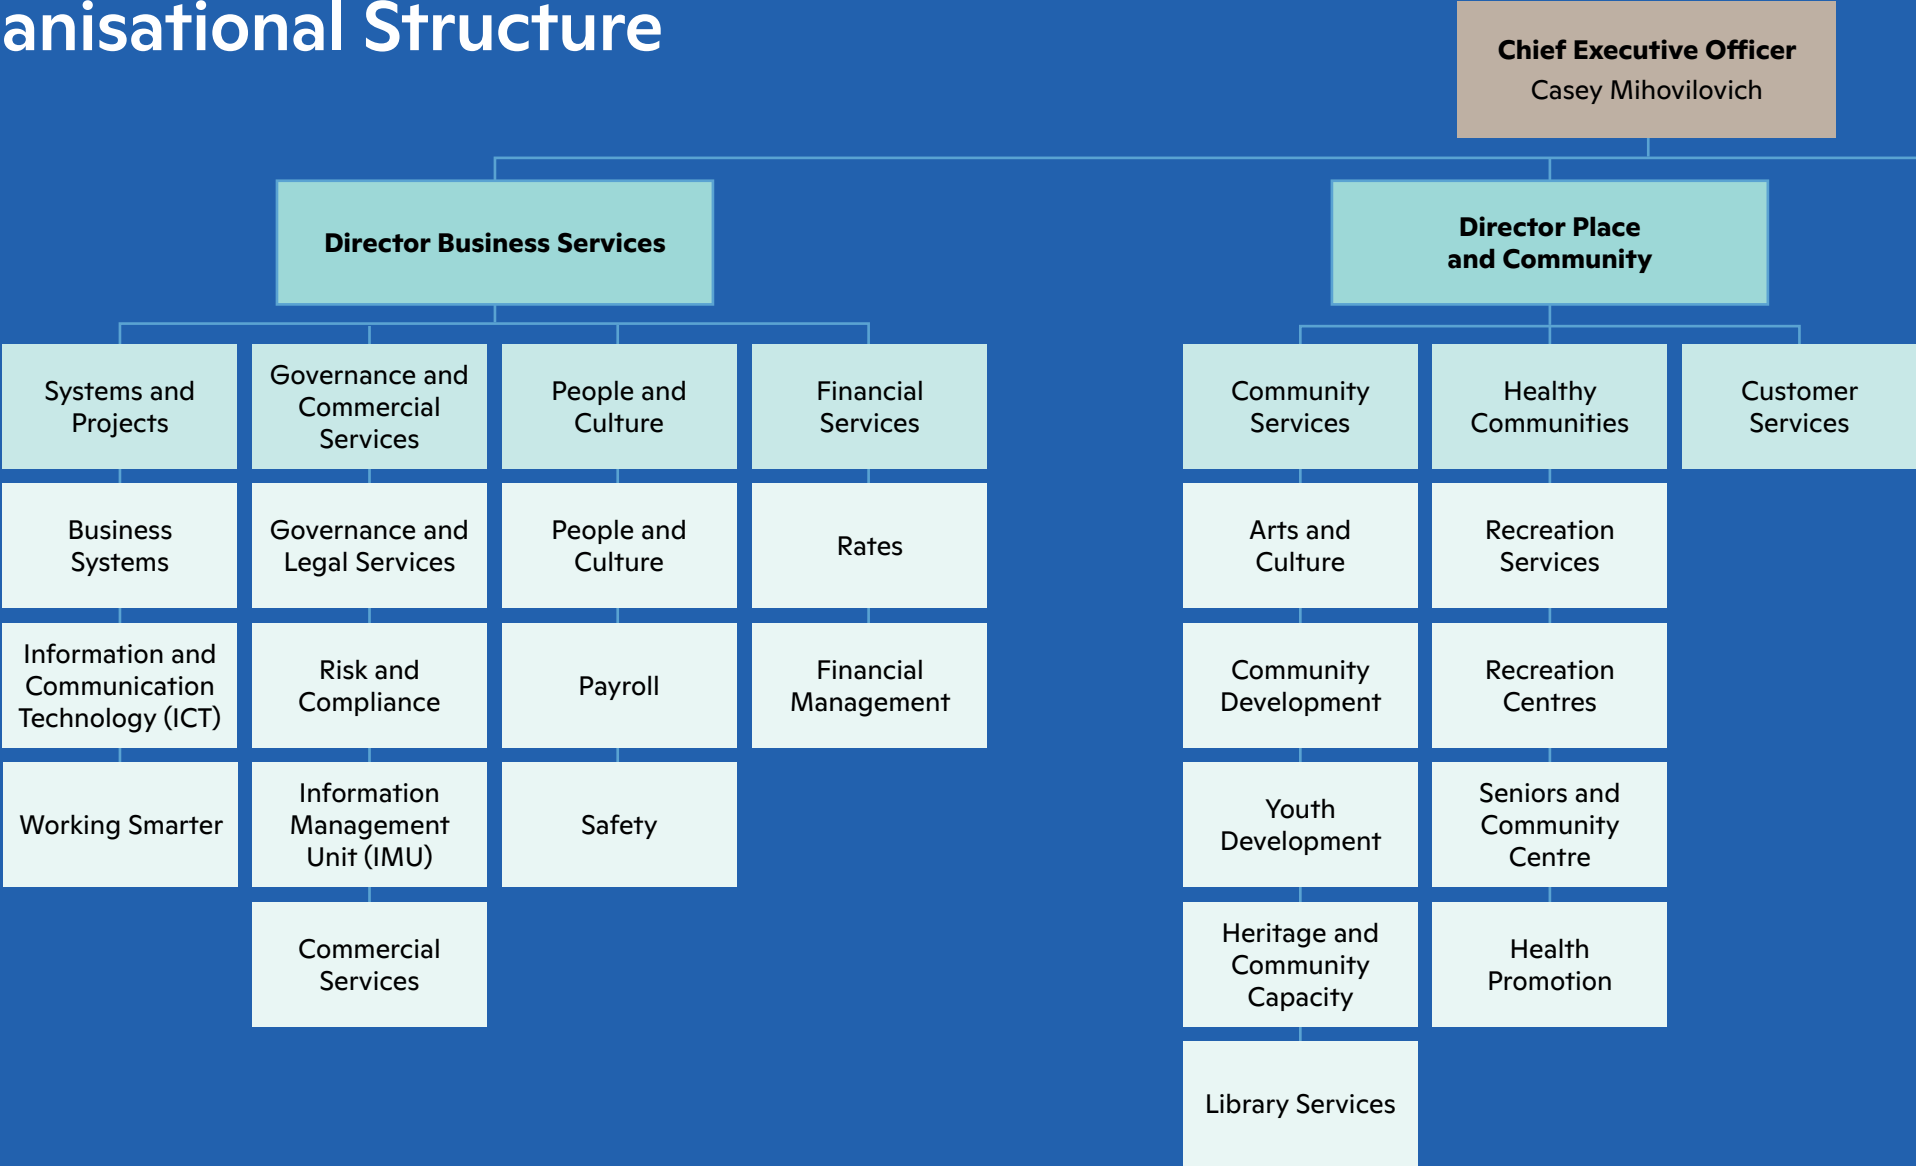 anisational Structure
Chief Executive Officer
Casey Mihovilovich
Director Business Services
Director Place
and Community
Systems and
Projects
Governance and
Commercial
Services
People and
Culture
Financial
Services
Community
Services
Healthy
Communities
Customer
Services
Business
Systems
Governance and
Legal Services
People and
Culture
Rates
Arts and
Culture
Recreation
Services
Information and
Communication
Technology (ICT)
Risk and
Compliance
Payroll
Financial
Management
Community
Development
Recreation
Centres
Working Smarter
Information
Management
Unit (IMU)
Safety
Youth
Development
Seniors and
Community
Centre
Commercial
Services
Heritage and
Community
Capacity
Health
Promotion
Library Services